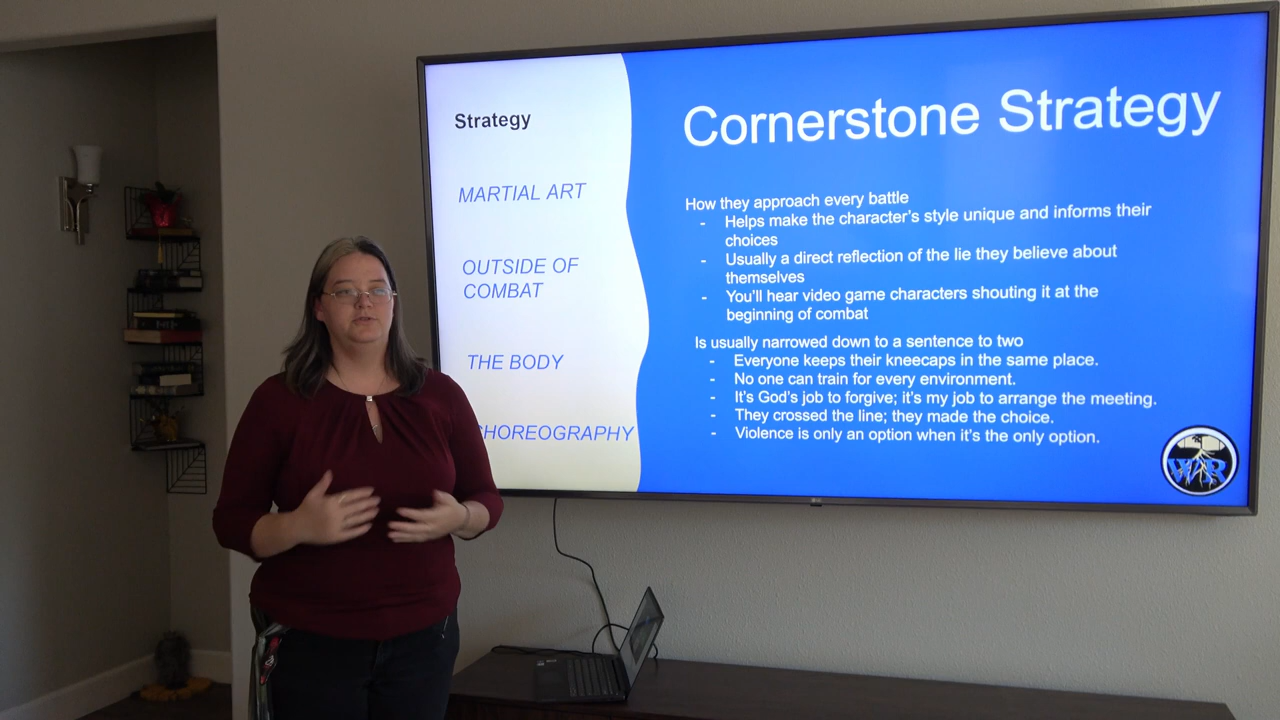 Strategy
MARTIAL ART
OUTSIDE OF
COMBAT
THE BODY
CHOREOGRAPHY
Cornerstone Strategy
How they approach every battle
- Helps make the character's style unique and informs their
choices
- Usually a direct reflection of the lie they believe about
themselves
- You'll hear video game characters shouting it at the
beginning of combat
Is usually narrowed down to a sentence to two
- Everyone keeps their kneecaps in the same place.
- No one can train for every environment.
- It's God's job to forgive; it's my job to arrange the meeting.
- They crossed the line; they made the choice.
- Violence is only an option when it's the only option.
WR
LG